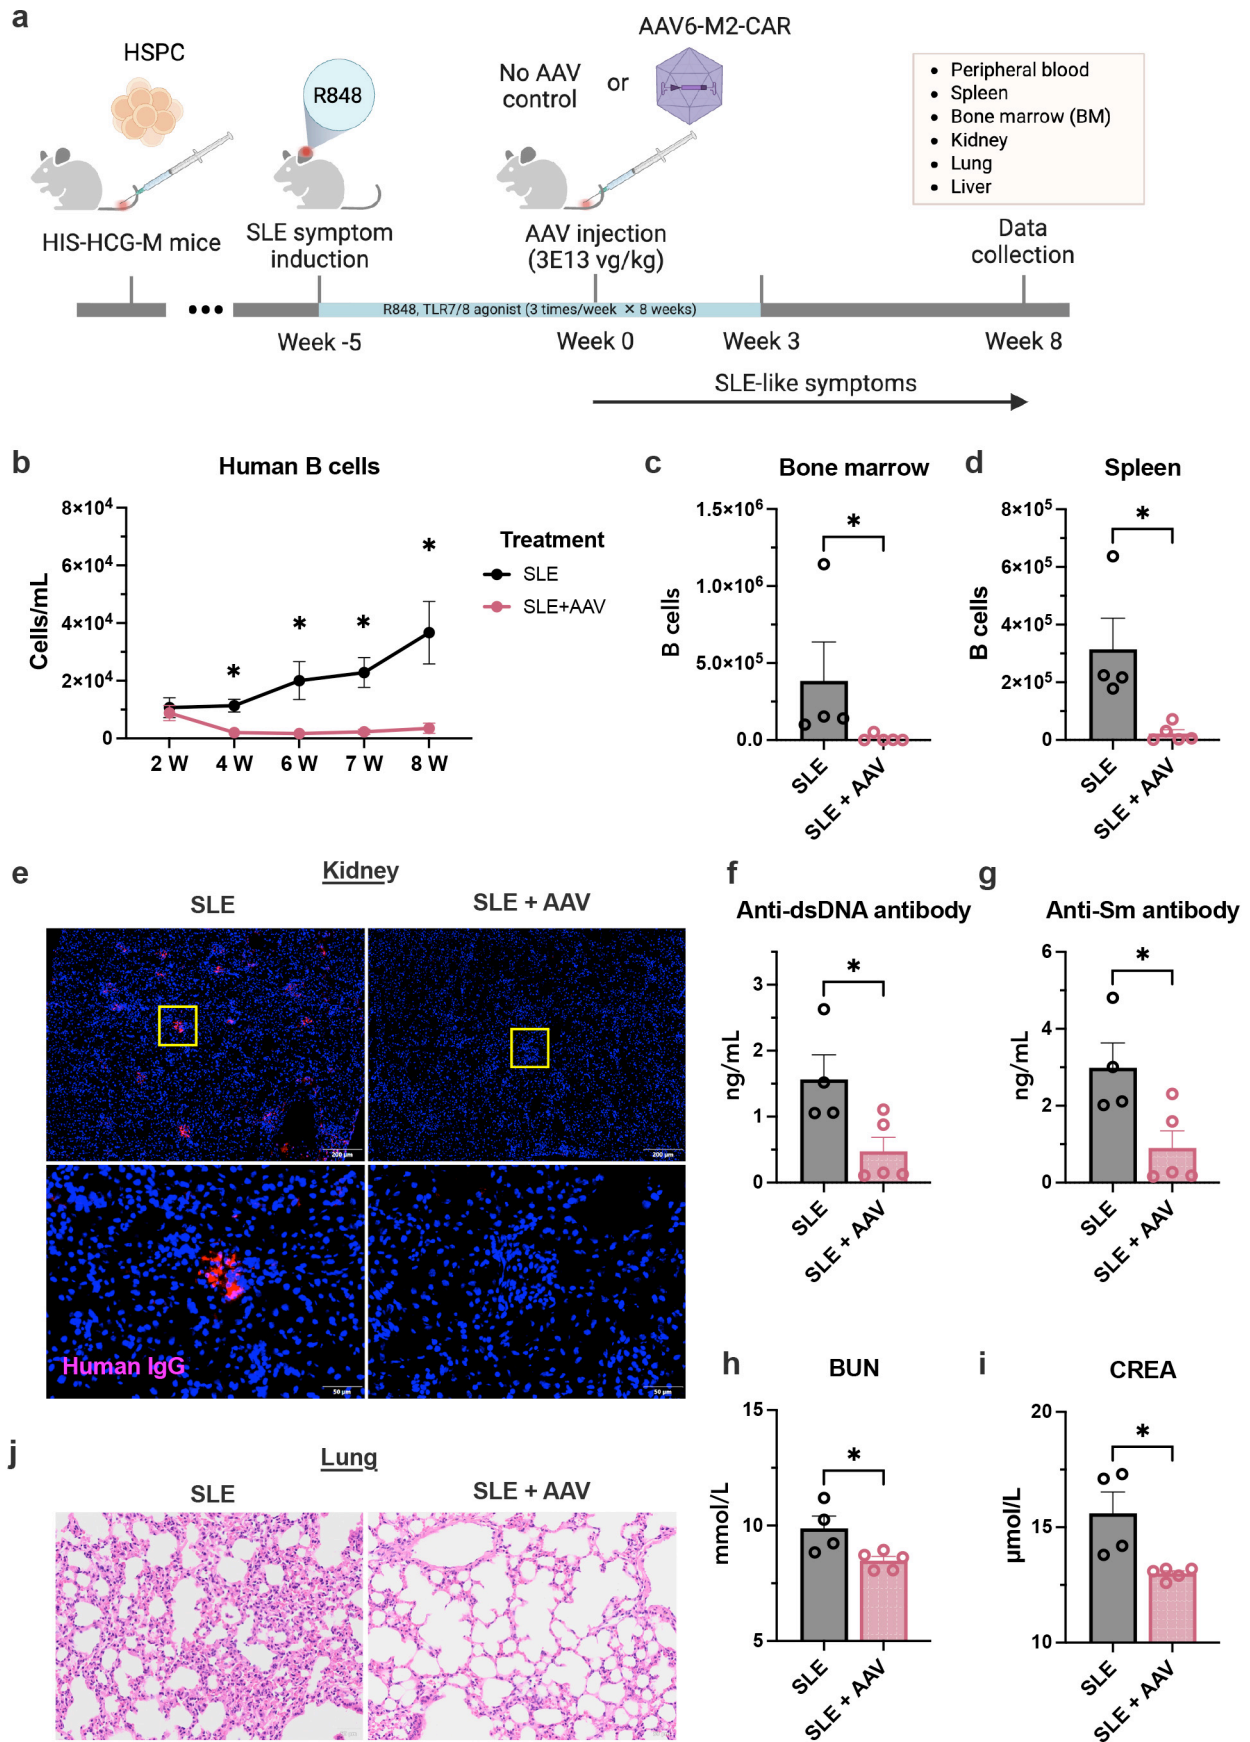 a
HSPC
R848
No AAV
control
or
AAV6-M2-CAR
• Peripheral blood
• Spleen
• Bone marrow (BM)
• Kidney
• Lung
• Liver
HIS-HCG-M mice
SLE symptom
induction
AAV injection
(3E13 vg/kg)
Data
collection
R848, TLR7/8 agonist (3 times/week × 8 weeks)
Week -5
Week 0
Week 3
Week 8
SLE-like symptoms
b
Human B cells
8×10⁴
6×10⁴
4×10⁴
2×10⁴
0
Cells/mL
2 W 4 W 6 W 7 W 8 W
* * * *
Treatment
SLE
SLE+AAV
c
Bone marrow
1.5×10⁶
1.0×10⁶
5.0×10⁵
0.0
B cells
*
SLE
SLE + AAV
d
Spleen
8×10⁵
6×10⁵
4×10⁵
2×10⁵
0
B cells
*
SLE
SLE + AAV
e
Kidney
SLE
SLE + AAV
200 µm
200 µm
Human IgG
50 µm
50 µm
f
Anti-dsDNA antibody
3
2
1
0
ng/mL
*
SLE
SLE + AAV
g
Anti-Sm antibody
6
4
2
0
ng/mL
*
SLE
SLE + AAV
h
BUN
15
10
5
mmol/L
*
SLE
SLE + AAV
i
CREA
20
15
10
µmol/L
*
SLE
SLE + AAV
j
Lung
SLE
SLE + AAV